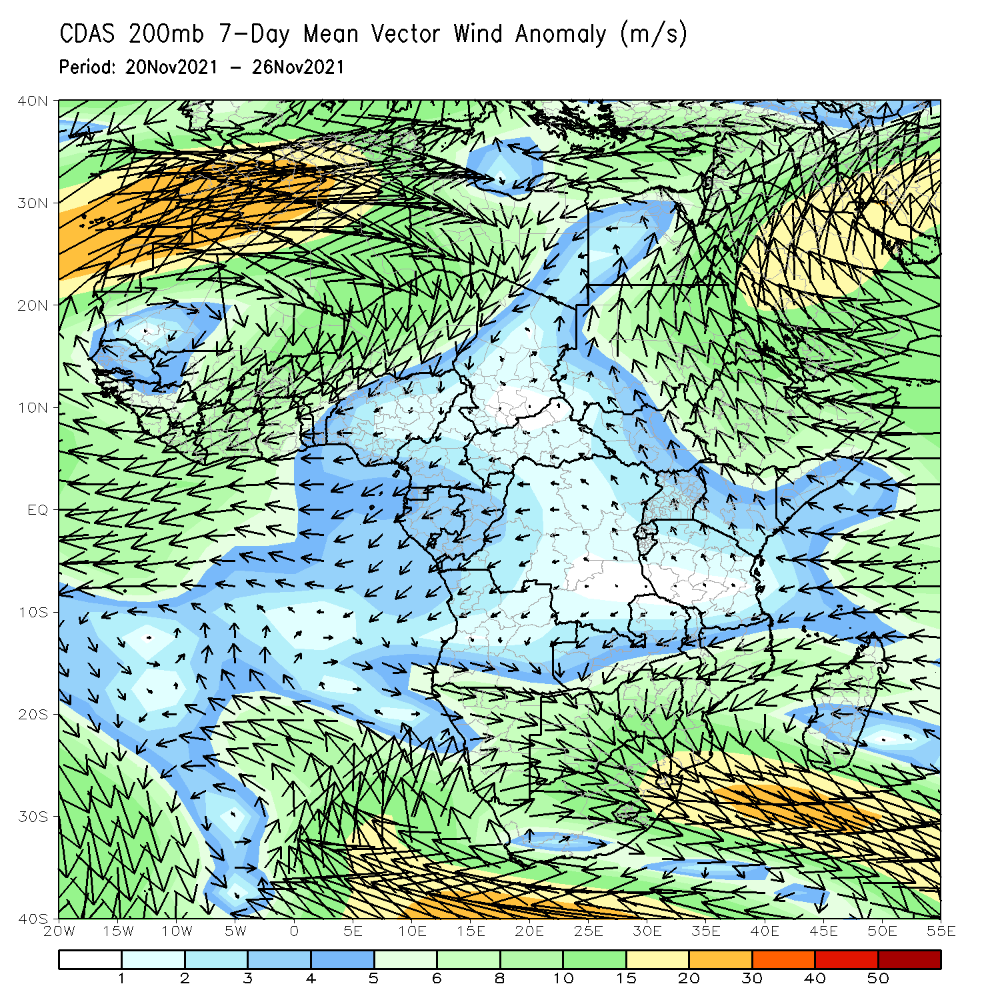 CDAS 200mb 7-Day Mean Vector Wind Anomaly (m/s)
Period: 20Nov2021 - 26Nov2021
40N
30N
20N
10N
EQ
10S
20S
30S
40S
20W 15W 10W 5W 0 5E 10E 15E 20E 25E 30E 35E 40E 45E 50E 55E
1 2 3 4 5 6 8 10 15 20 30 40 50